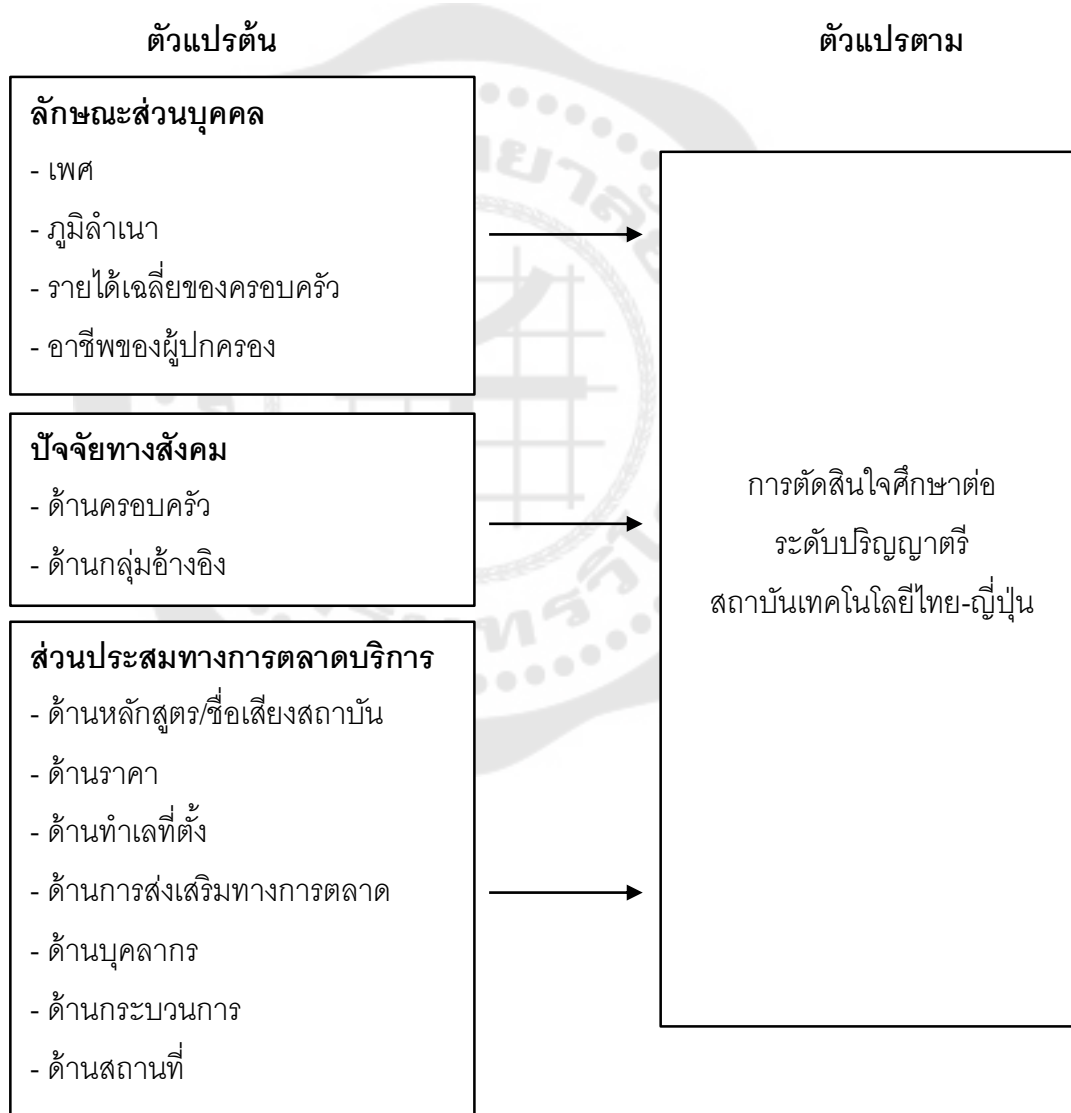 ตัวแปรต้น
ตัวแปรตาม
ลักษณะส่วนบุคคล
- เพศ
- ภูมิลำเนา
- รายได้เฉลี่ยของครอบครัว
- อาชีพของผู้ปกครอง
ปัจจัยทางสังคม
- ด้านครอบครัว
- ด้านกลุ่มอ้างอิง
ส่วนประสมทางการตลาดบริการ
- ด้านหลักสูตร/ชื่อเสียงสถาบัน
- ด้านราคา
- ด้านทำเลที่ตั้ง
- ด้านการส่งเสริมทางการตลาด
- ด้านบุคลากร
- ด้านกระบวนการ
- ด้านสถานที่
การตัดสินใจศึกษาต่อ
ระดับปริญญาตรี
สถาบันเทคโนโลยีไทย-ญี่ปุ่น